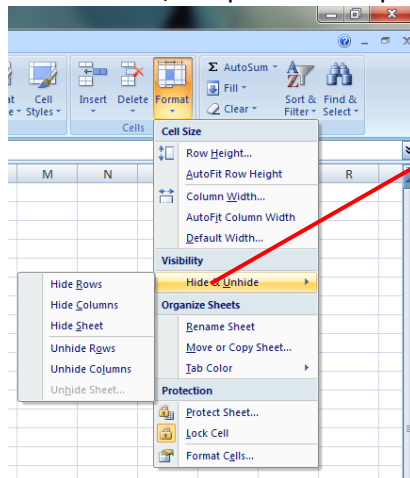 Σ AutoSum
Fill
Clear
Cell
Styles
Insert
Delete
Format
Sort &
Filter
Find &
Select
Cells
M
N
R
Cell Size
Row Height...
AutoFit Row Height
Column Width...
AutoFit Column Width
Default Width...
Visibility
Hide & Unhide
Organize Sheets
Rename Sheet
Move or Copy Sheet...
Tab Color
Protection
Protect Sheet...
Lock Cell
Format Cells...
Hide Rows
Hide Columns
Hide Sheet
Unhide Rows
Unhide Columns
Unhide Sheet...